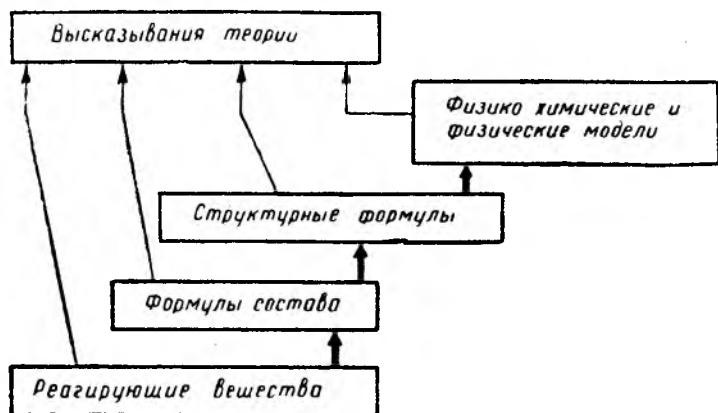 Высказывания теории
Физико химические и
физические модели
Структурные формулы
Формулы состава
Реагирующие вещества